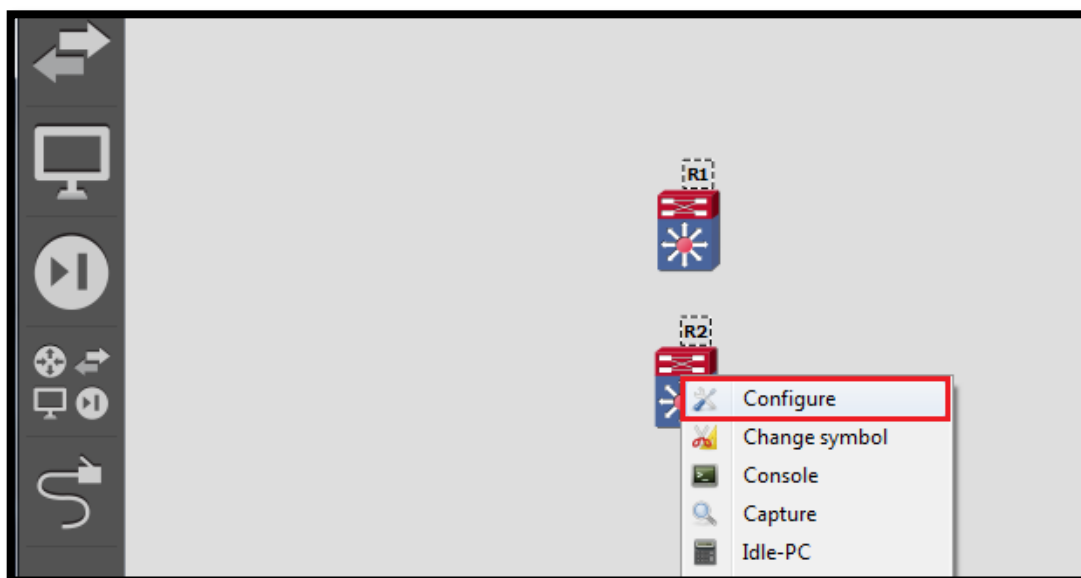 R1
R2
Configure
Change symbol
Console
Capture
Idle-PC